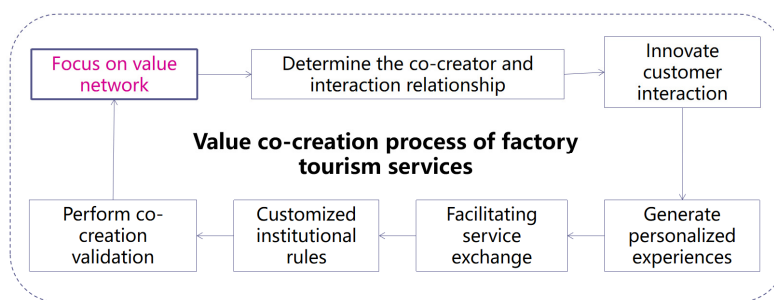 Focus on value
network
Determine the co-creator and
interaction relationship
Innovate
customer
interaction
Value co-creation process of factory
tourism services
Perform co-
creation
validation
Customized
institutional
rules
Facilitating
service
exchange
Generate
personalized
experiences